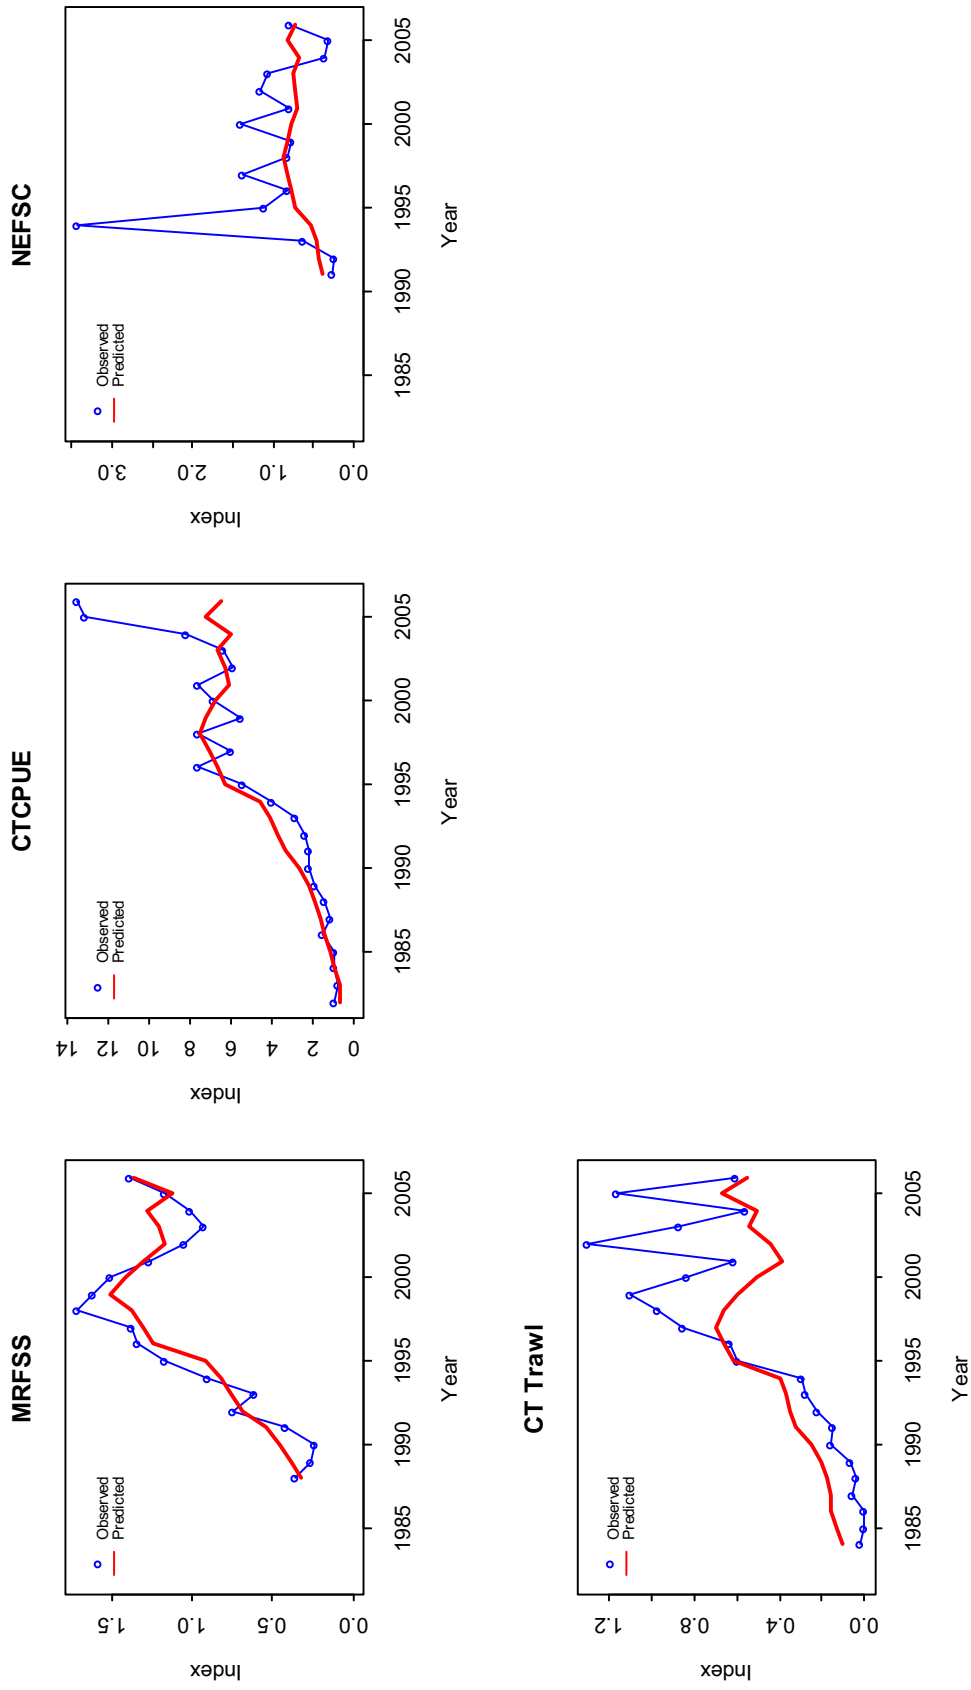 MRFSS
Observed
Predicted
Index
0.0 0.5 1.0 1.5
1985 1990 1995 2000 2005
Year
CTCPUE
Observed
Predicted
Index
0 2 4 6 8 10 12 14
1985 1990 1995 2000 2005
Year
NEFSC
Observed
Predicted
Index
0.0 1.0 2.0 3.0
1985 1990 1995 2000 2005
Year
CT Trawl
Observed
Predicted
Index
0.0 0.4 0.8 1.2
1985 1990 1995 2000 2005
Year